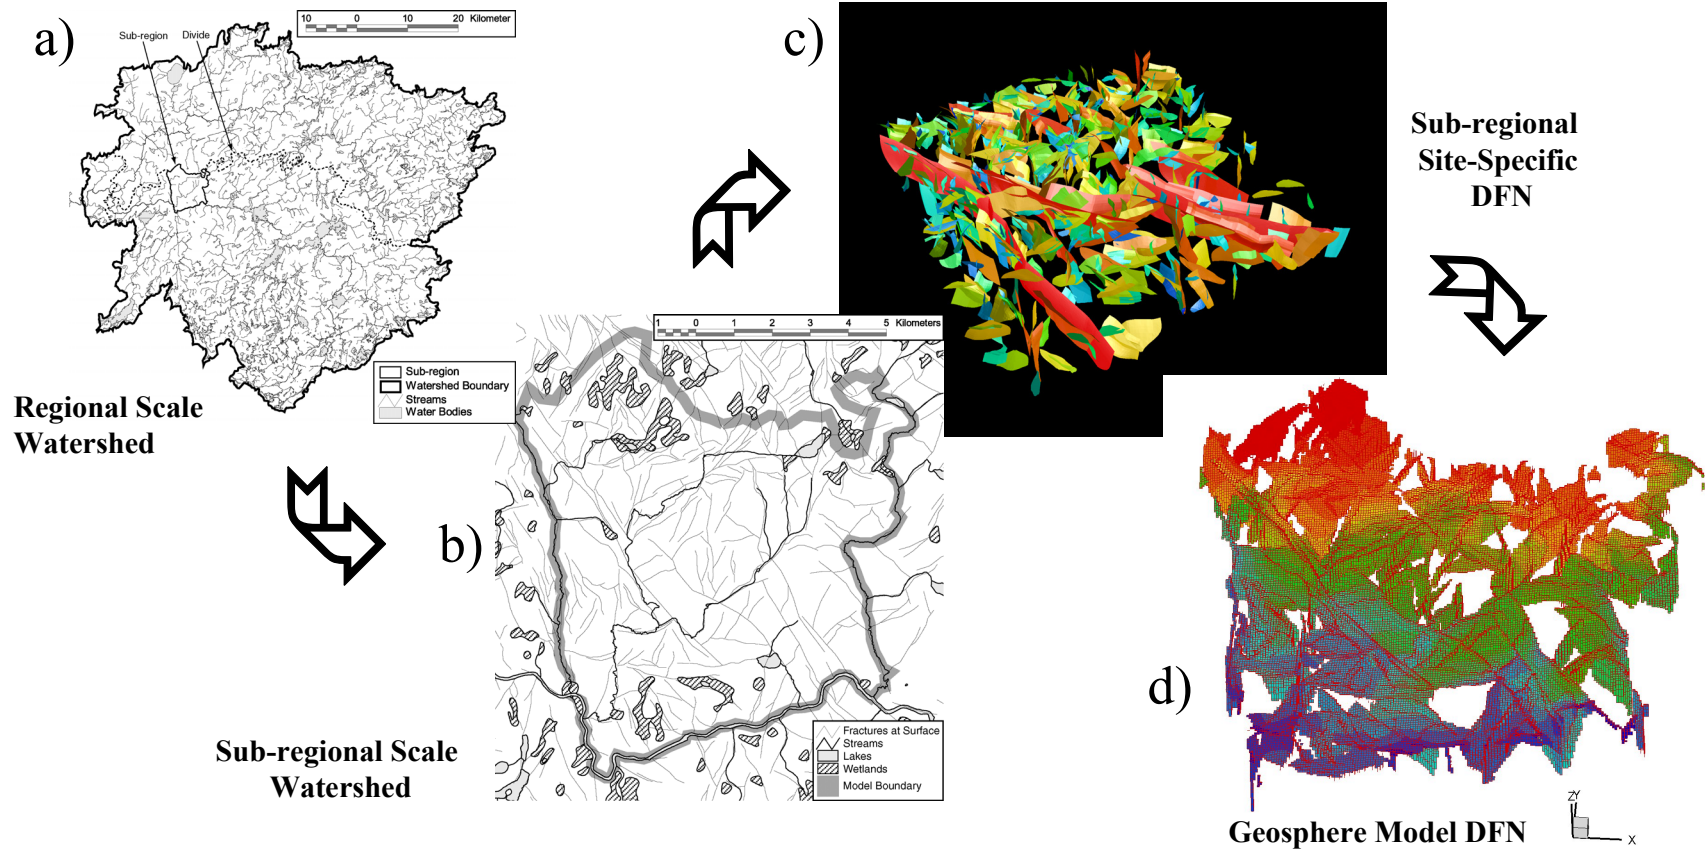 a)
10 0 10 20 Kilometer
Sub-region Divide
Sub-region
Watershed Boundary
Streams
Water Bodies
Regional Scale
Watershed
b)
1 0 1 2 3 4 5 Kilometers
Fractures at Surface
Streams
Lakes
Wetlands
Model Boundary
Sub-regional Scale
Watershed
c)
Sub-regional
Site-Specific
DFN
d)
Geosphere Model DFN
Z Y
X